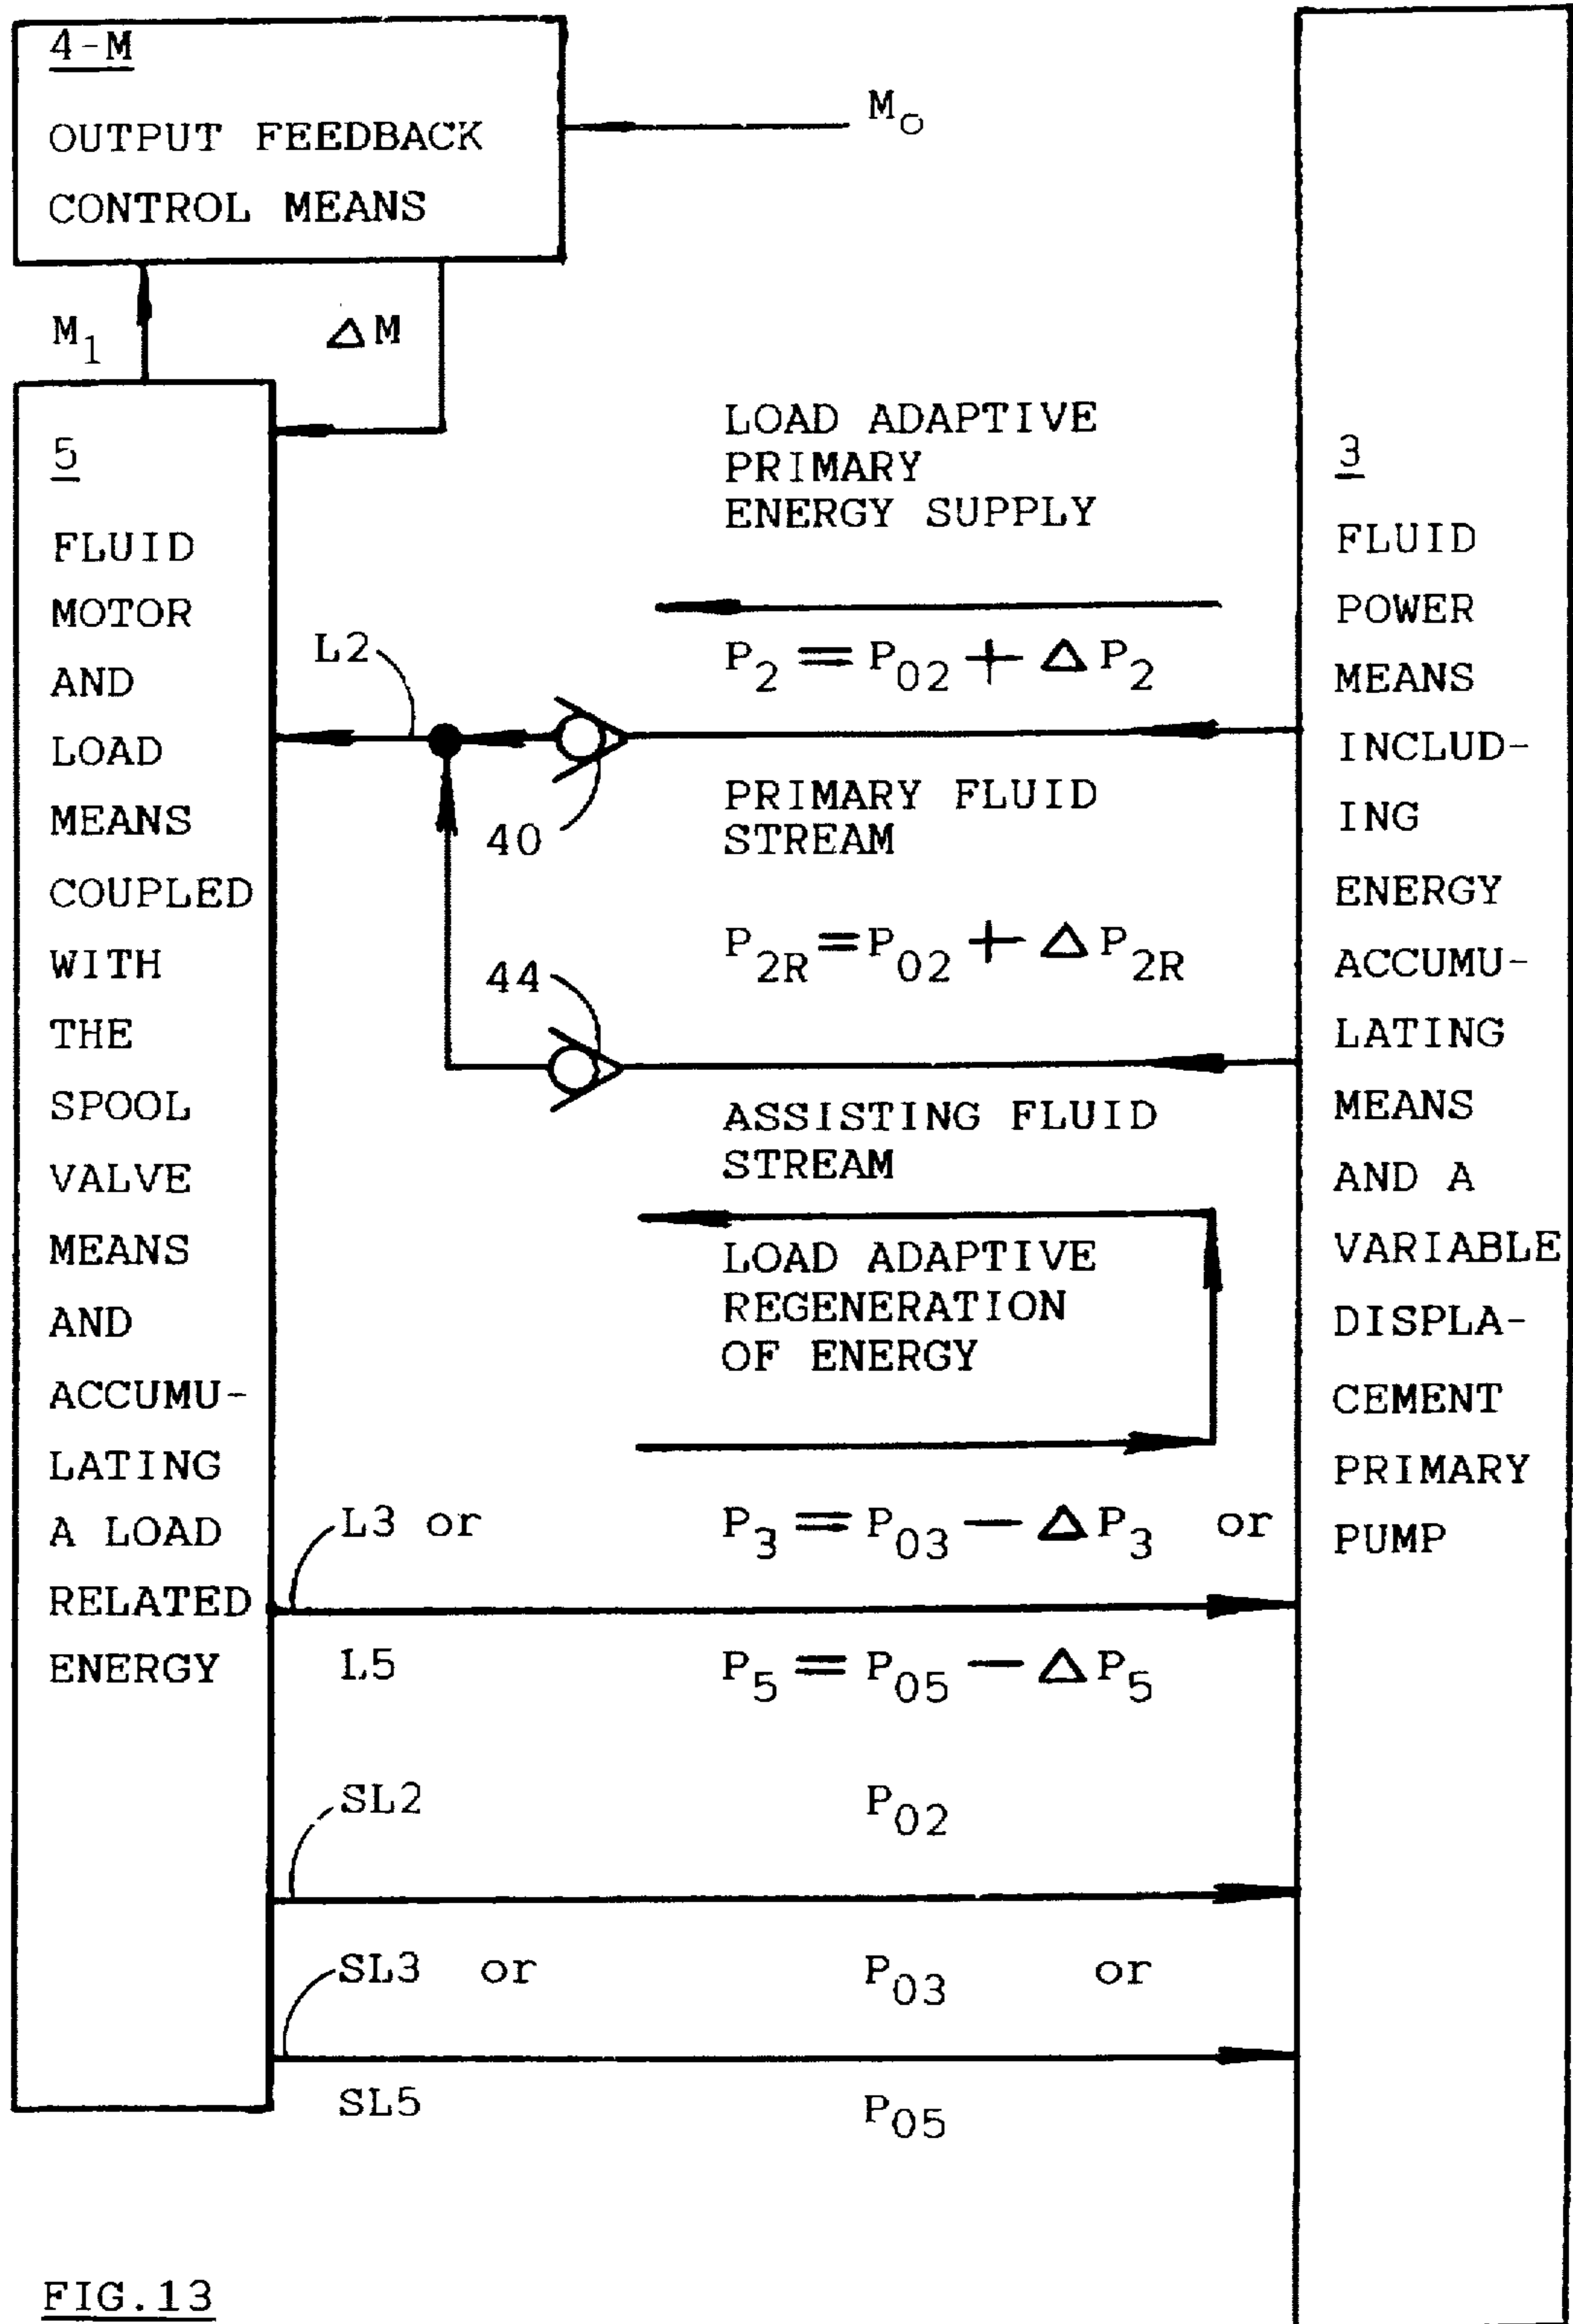 4-M
OUTPUT FEEDBACK
CONTROL MEANS
M₀
M₁
ΔM
5
FLUID
MOTOR
AND
LOAD
MEANS
COUPLED
WITH
THE
SPOOL
VALVE
MEANS
AND
ACCUMU-
LATING
A LOAD
RELATED
ENERGY
LOAD ADAPTIVE
PRIMARY
ENERGY SUPPLY
L2
P₂ = P₀₂ + ΔP₂
40
PRIMARY FLUID
STREAM
44
P₂R = P₀₂ + ΔP₂R
ASSISTING FLUID
STREAM
LOAD ADAPTIVE
REGENERATION
OF ENERGY
L3 or
P₃ = P₀₃ − ΔP₃ or
L5
P₅ = P₀₅ − ΔP₅
SL2
P₀₂
SL3 or
P₀₃ or
SL5
P₀₅
3
FLUID
POWER
MEANS
INCLUD-
ING
ENERGY
ACCUMU-
LATING
MEANS
AND A
VARIABLE
DISPLA-
CEMENT
PRIMARY
PUMP
FIG.13